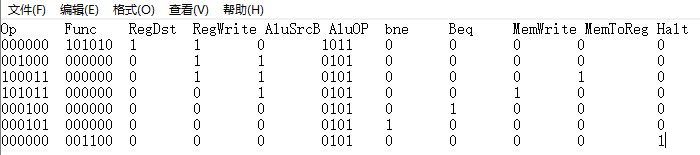 文件(F) 编辑(E) 格式(O) 查看(V) 帮助(H)
Op Func RegDst RegWrite AluSrcB AluOP bne Beq MemWrite MemToReg Halt
000000 101010 1 1 0 1011 0 0 0 0 0
001000 000000 0 1 1 0101 0 0 0 0 0
100011 000000 0 1 1 0101 0 0 0 1 0
101011 000000 0 0 1 0101 0 0 1 0 0
000100 000000 0 0 0 0101 0 1 0 0 0
000101 000000 0 0 0 0101 1 0 0 0 0
000000 001100 0 0 0 0101 0 0 0 0 1